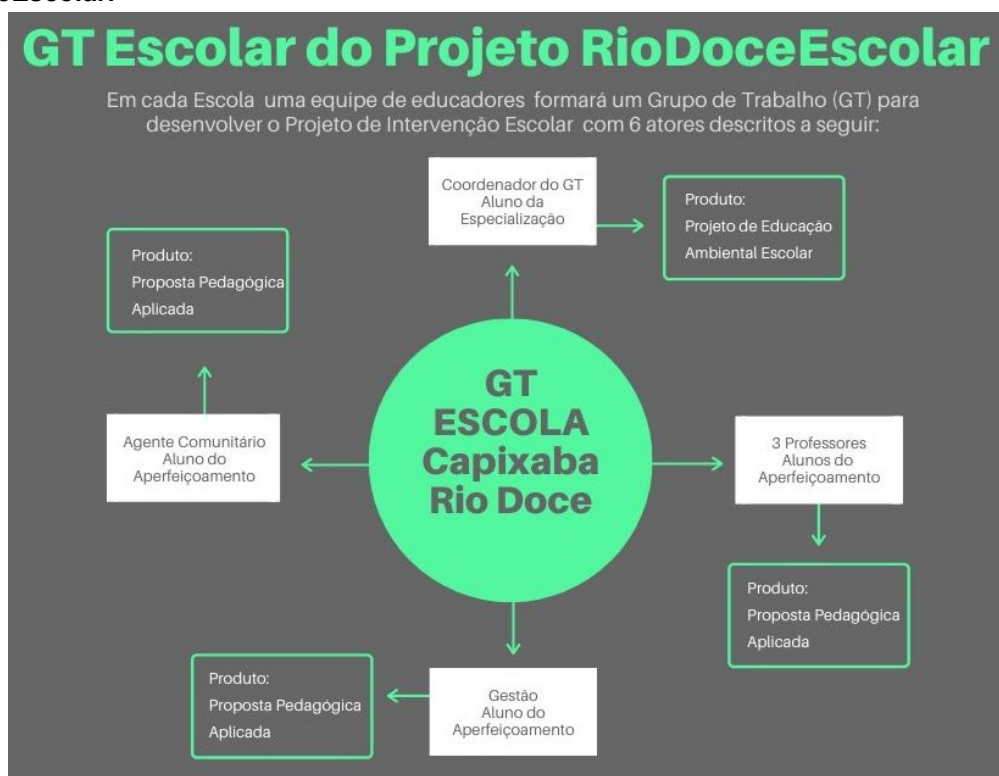 GT Escolar do Projeto RioDoceEscolar
Em cada Escola uma equipe de educadores formará um Grupo de Trabalho (GT) para
desenvolver o Projeto de Intervenção Escolar com 6 atores descritos a seguir:
Coordenador do GT
Aluno da
Especialização
Produto:
Projeto de Educação
Ambiental Escolar
Produto:
Proposta Pedagógica
Aplicada
Agente Comunitário
Aluno do
Aperfeiçoamento
GT
ESCOLA
Capixaba
Rio Doce
3 Professores
Alunos do
Aperfeiçoamento
Produto:
Proposta Pedagógica
Aplicada
Produto:
Proposta Pedagógica
Aplicada
Gestão
Aluno do
Aperfeiçoamento